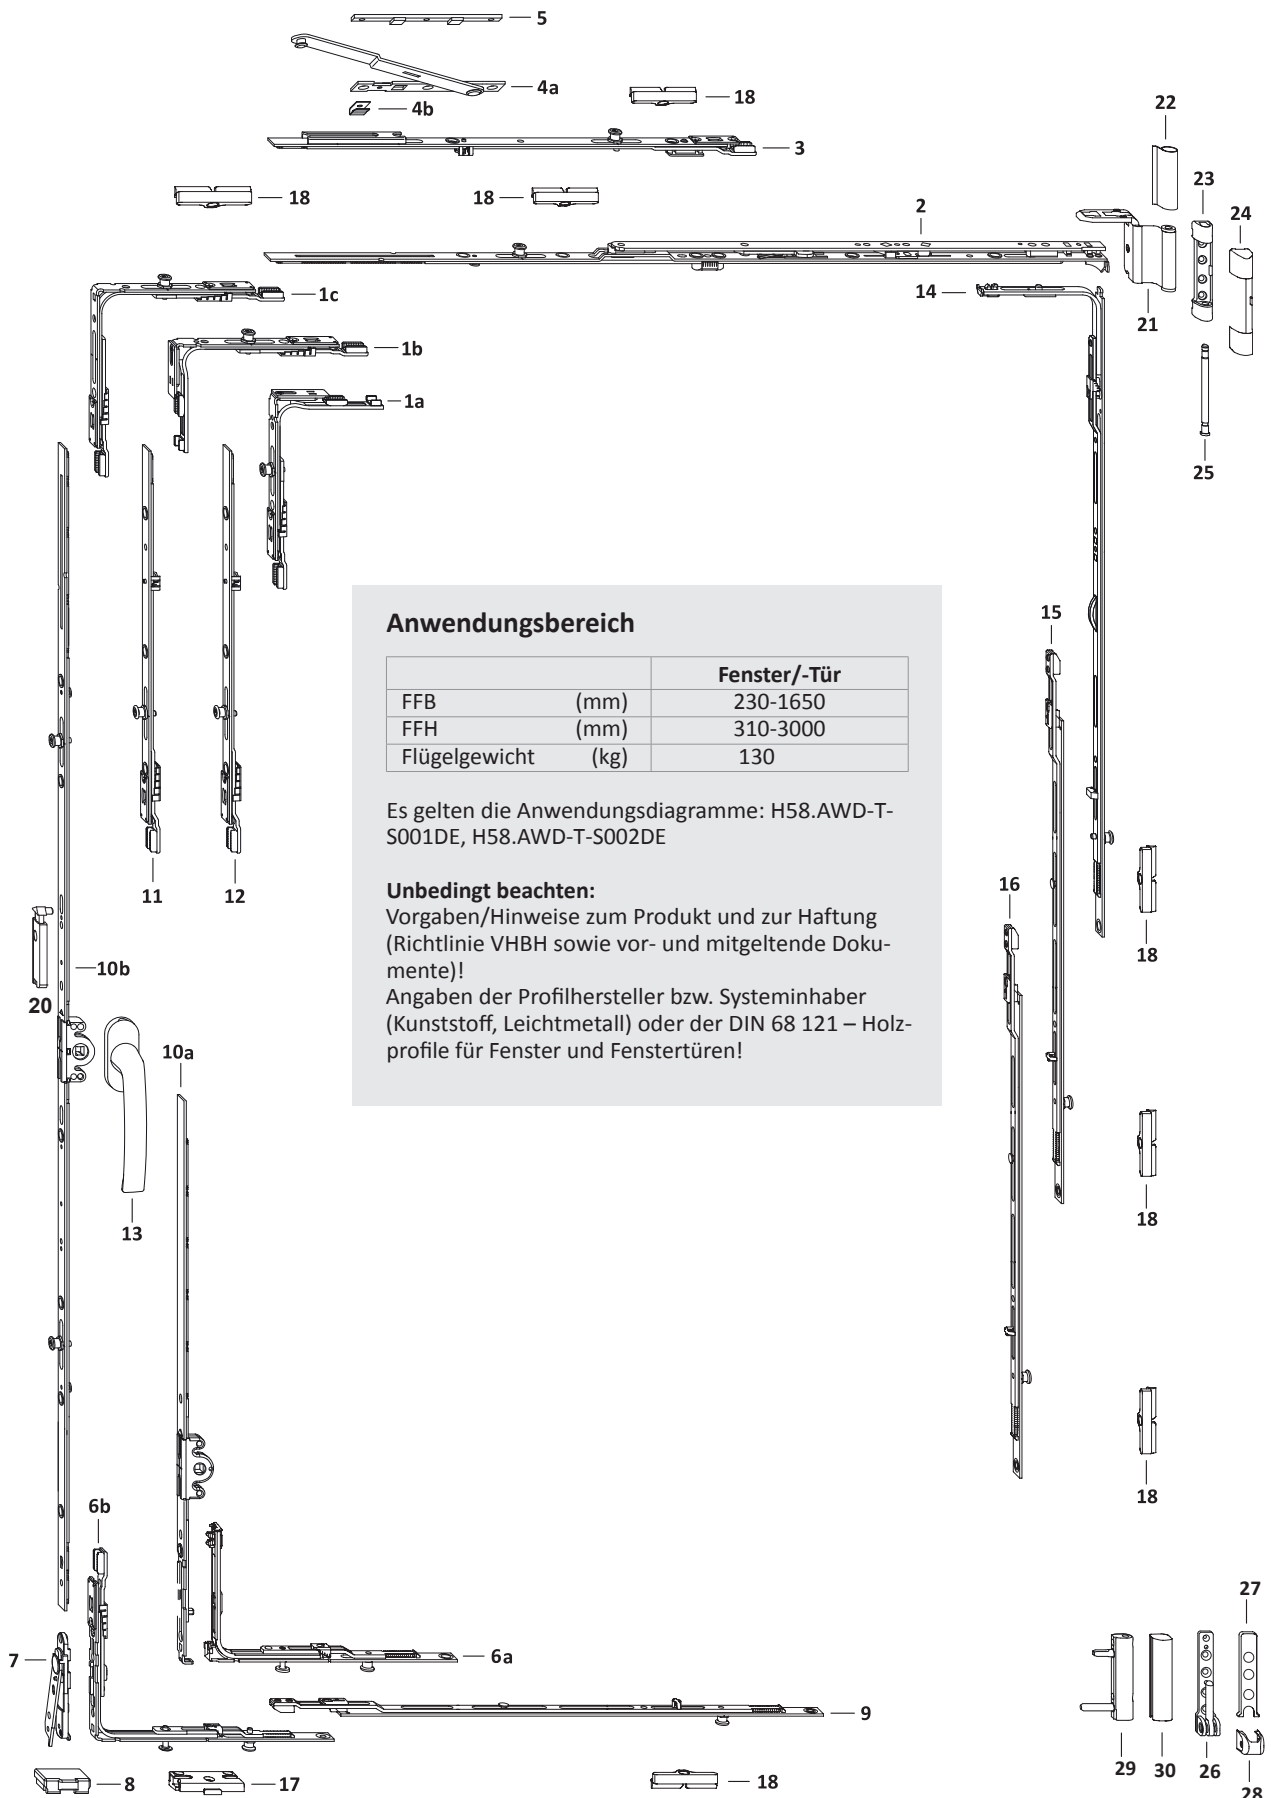 5
4a
18
4b
22
3
18
18
23
2
24
1c
14
21
1b
1a
25
Anwendungsbereich
Fenster/-Tür
FFB (mm) 230-1650
FFH (mm) 310-3000
Flügelgewicht (kg) 130
Es gelten die Anwendungsdiagramme: H58.AWD-T-
S001DE, H58.AWD-T-S002DE
Unbedingt beachten:
Vorgaben/Hinweise zum Produkt und zur Haftung
(Richtlinie VHBH sowie vor- und mitgeltende Doku-
mente)!
Angaben der Profilhersteller bzw. Systeminhaber
(Kunststoff, Leichtmetall) oder der DIN 68 121 – Holz-
profile für Fenster und Fenstertüren!
15
11
12
16
18
10b
20
10a
13
18
18
6b
27
7
6a
9
29
30
26
8
17
18
28